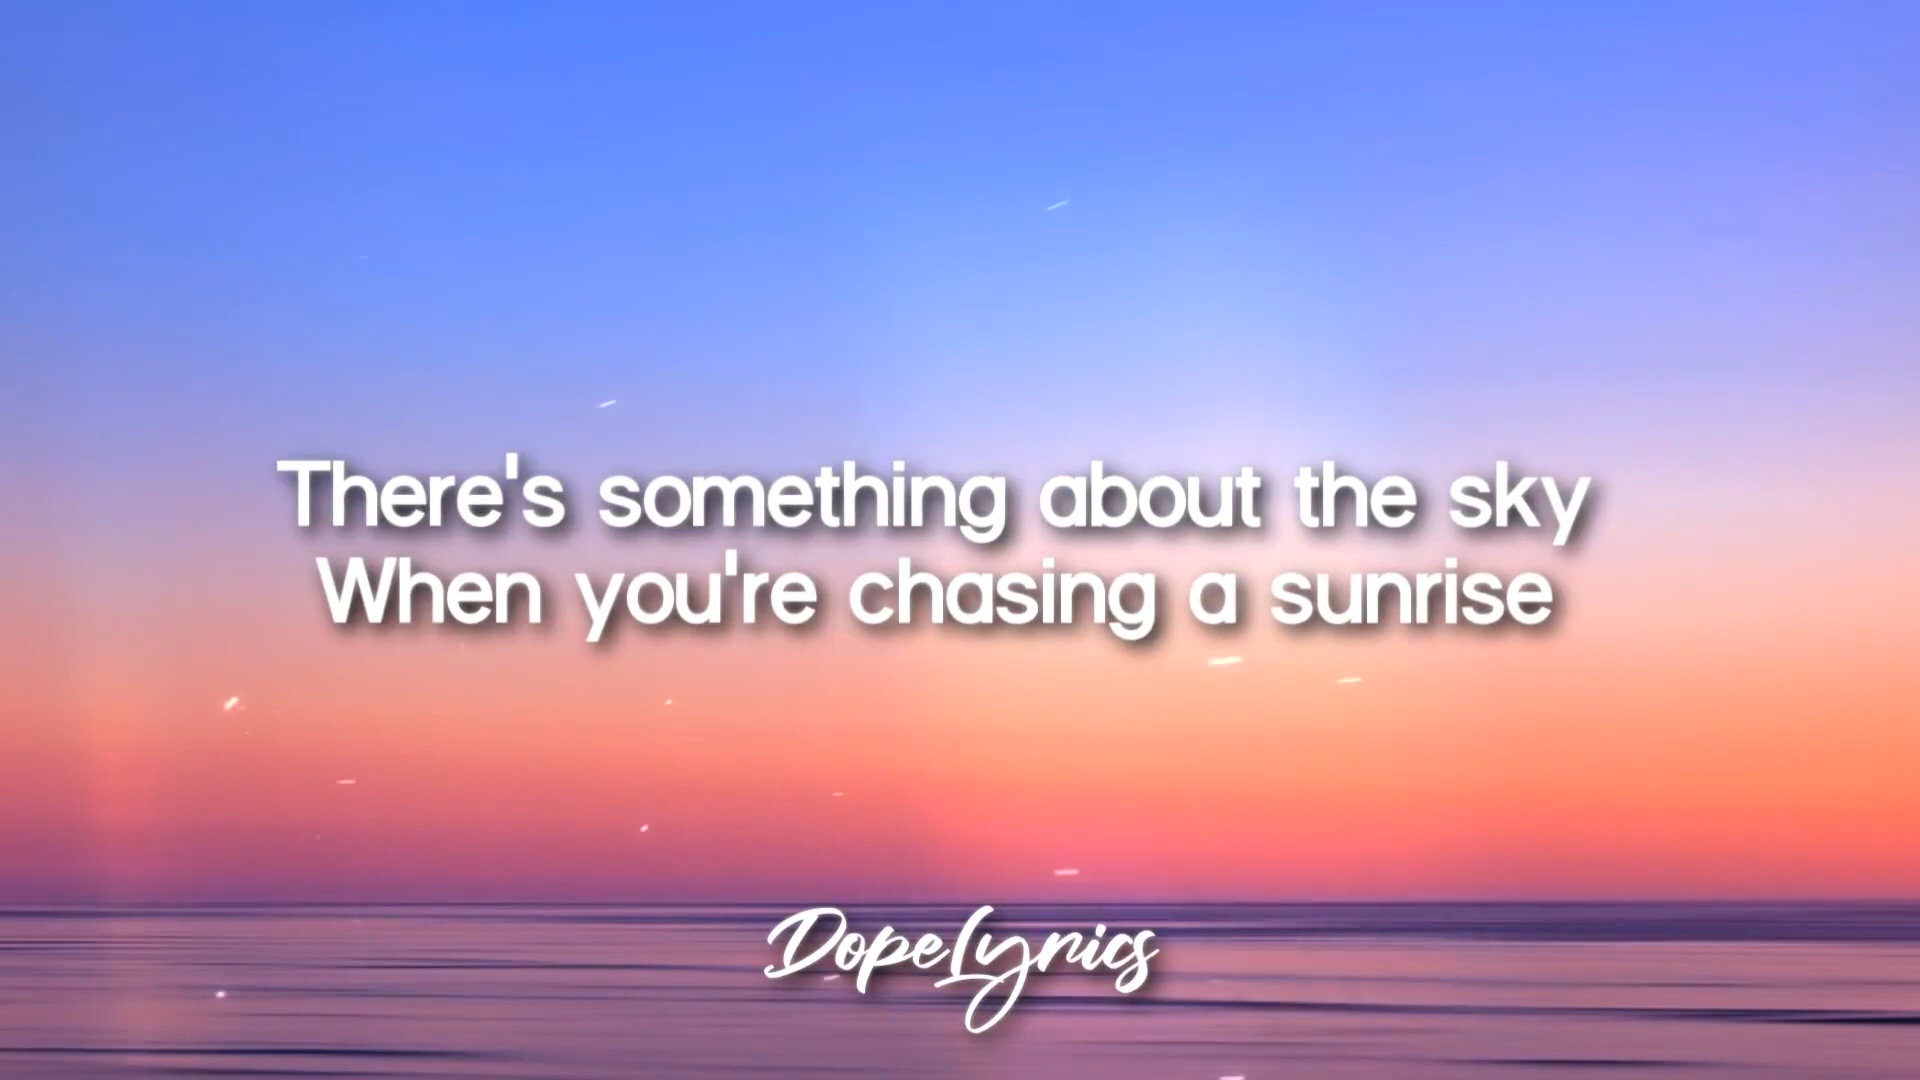 There's something about the sky
When you're chasing a sunrise
DopeLyrics